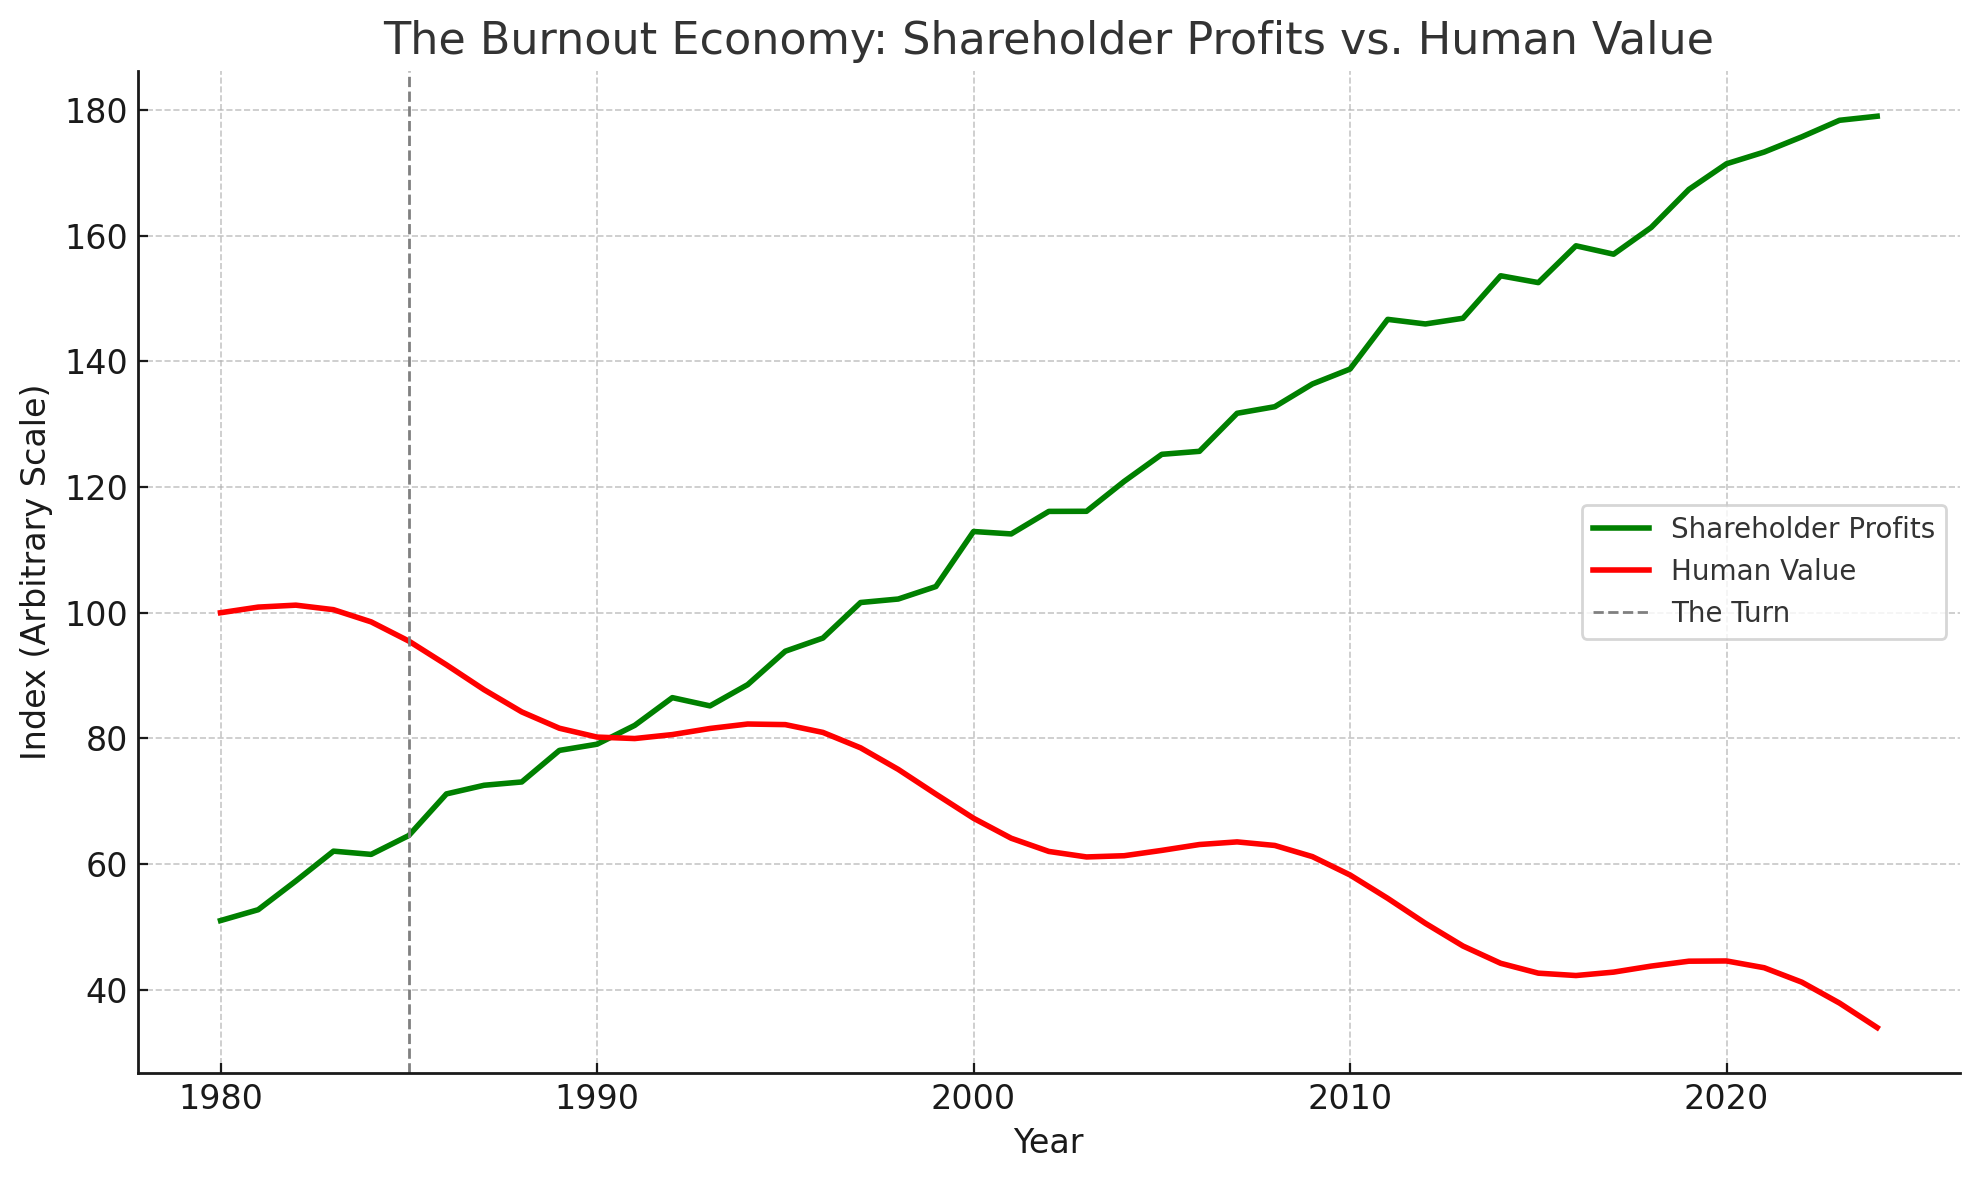 The Burnout Economy: Shareholder Profits vs. Human Value
Index (Arbitrary Scale)
180
160
140
120
100
80
60
40
Shareholder Profits
Human Value
The Turn
1980 1990 2000 2010 2020
Year